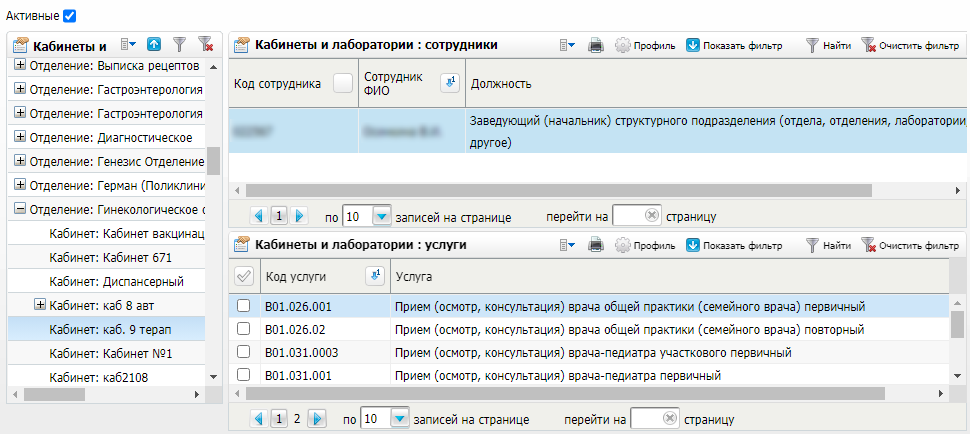 Активные
Кабинеты и
Отделение: Выписка рецептов
Отделение: Гастроэнтерология
Отделение: Гастроэнтерология
Отделение: Диагностическое
Отделение: Генезис Отделение
Отделение: Герман (Поликлини
Отделение: Гинекологическое
Кабинет: Кабинет вакцинац
Кабинет: Кабинет 671
Кабинет: Диспансерный
Кабинет: каб 8 авт
Кабинет: каб. 9 терап
Кабинет: Кабинет №1
Кабинет: каб2108
Кабинеты и лаборатории : сотрудники Профиль Показать фильтр Найти Очистить фильтр
Код сотрудника Сотрудник ФИО 1 Должность
Заведующий (начальник) структурного подразделения (отдела, отделения, лаборатории,
другое)
1 по 10 записей на странице перейти на страницу
Кабинеты и лаборатории : услуги Профиль Показать фильтр Найти Очистить фильтр
Код услуги 1 Услуга
B01.026.001 Прием (осмотр, консультация) врача общей практики (семейного врача) первичный
B01.026.02 Прием (осмотр, консультация) врача общей практики (семейного врача) повторный
B01.031.0003 Прием (осмотр, консультация) врача-педиатра участкового первичный
B01.031.001 Прием (осмотр, консультация) врача-педиатра первичный
1 2 по 10 записей на странице перейти на страницу